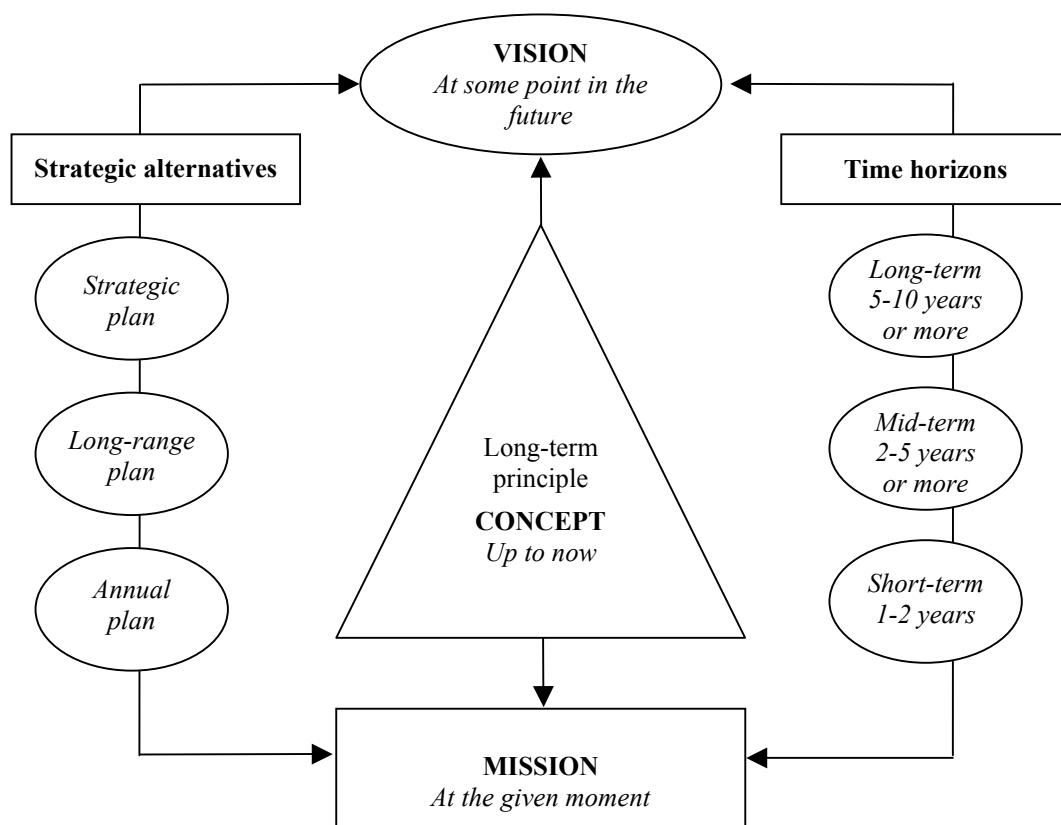 VISION
At some point in the
future
Strategic alternatives
Time horizons
Strategic
plan
Long-term
5-10 years
or more
Long-range
plan
Long-term
principle
CONCEPT
Up to now
Mid-term
2-5 years
or more
Annual
plan
Short-term
1-2 years
MISSION
At the given moment